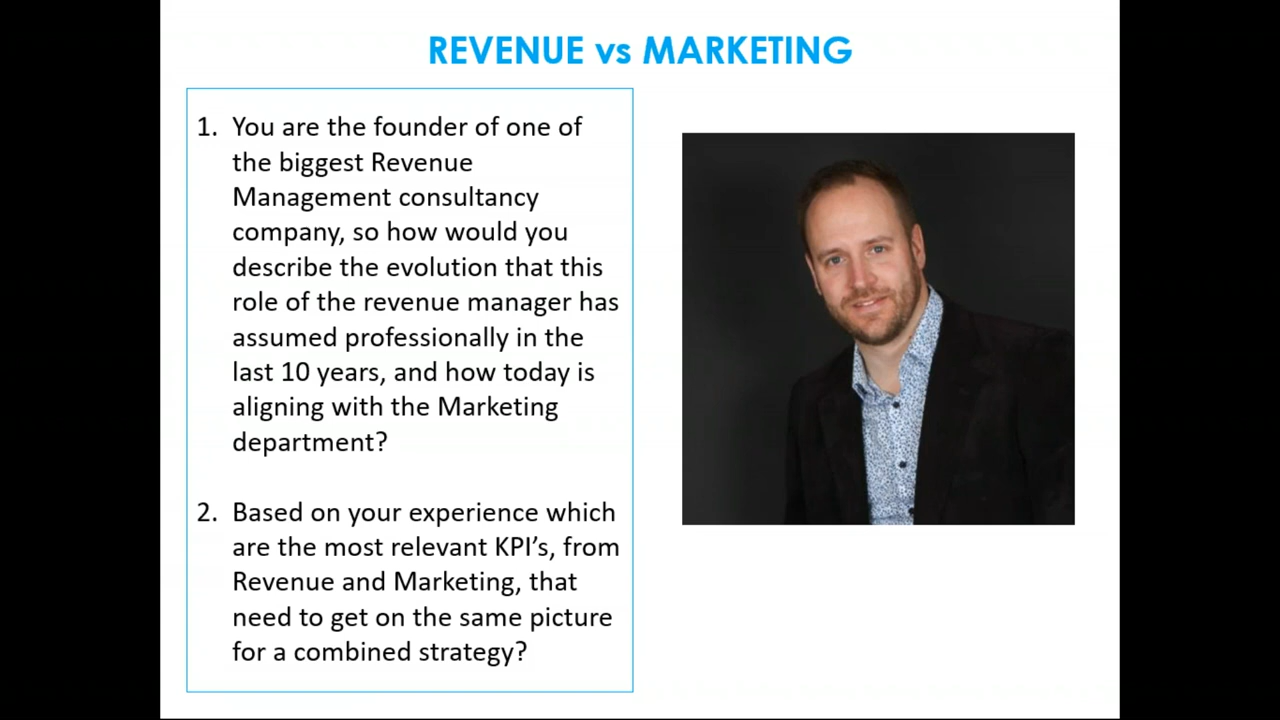 REVENUE vs MARKETING
1. You are the founder of one of
the biggest Revenue
Management consultancy
company, so how would you
describe the evolution that this
role of the revenue manager has
assumed professionally in the
last 10 years, and how today is
aligning with the Marketing
department?
2. Based on your experience which
are the most relevant KPI’s, from
Revenue and Marketing, that
need to get on the same picture
for a combined strategy?